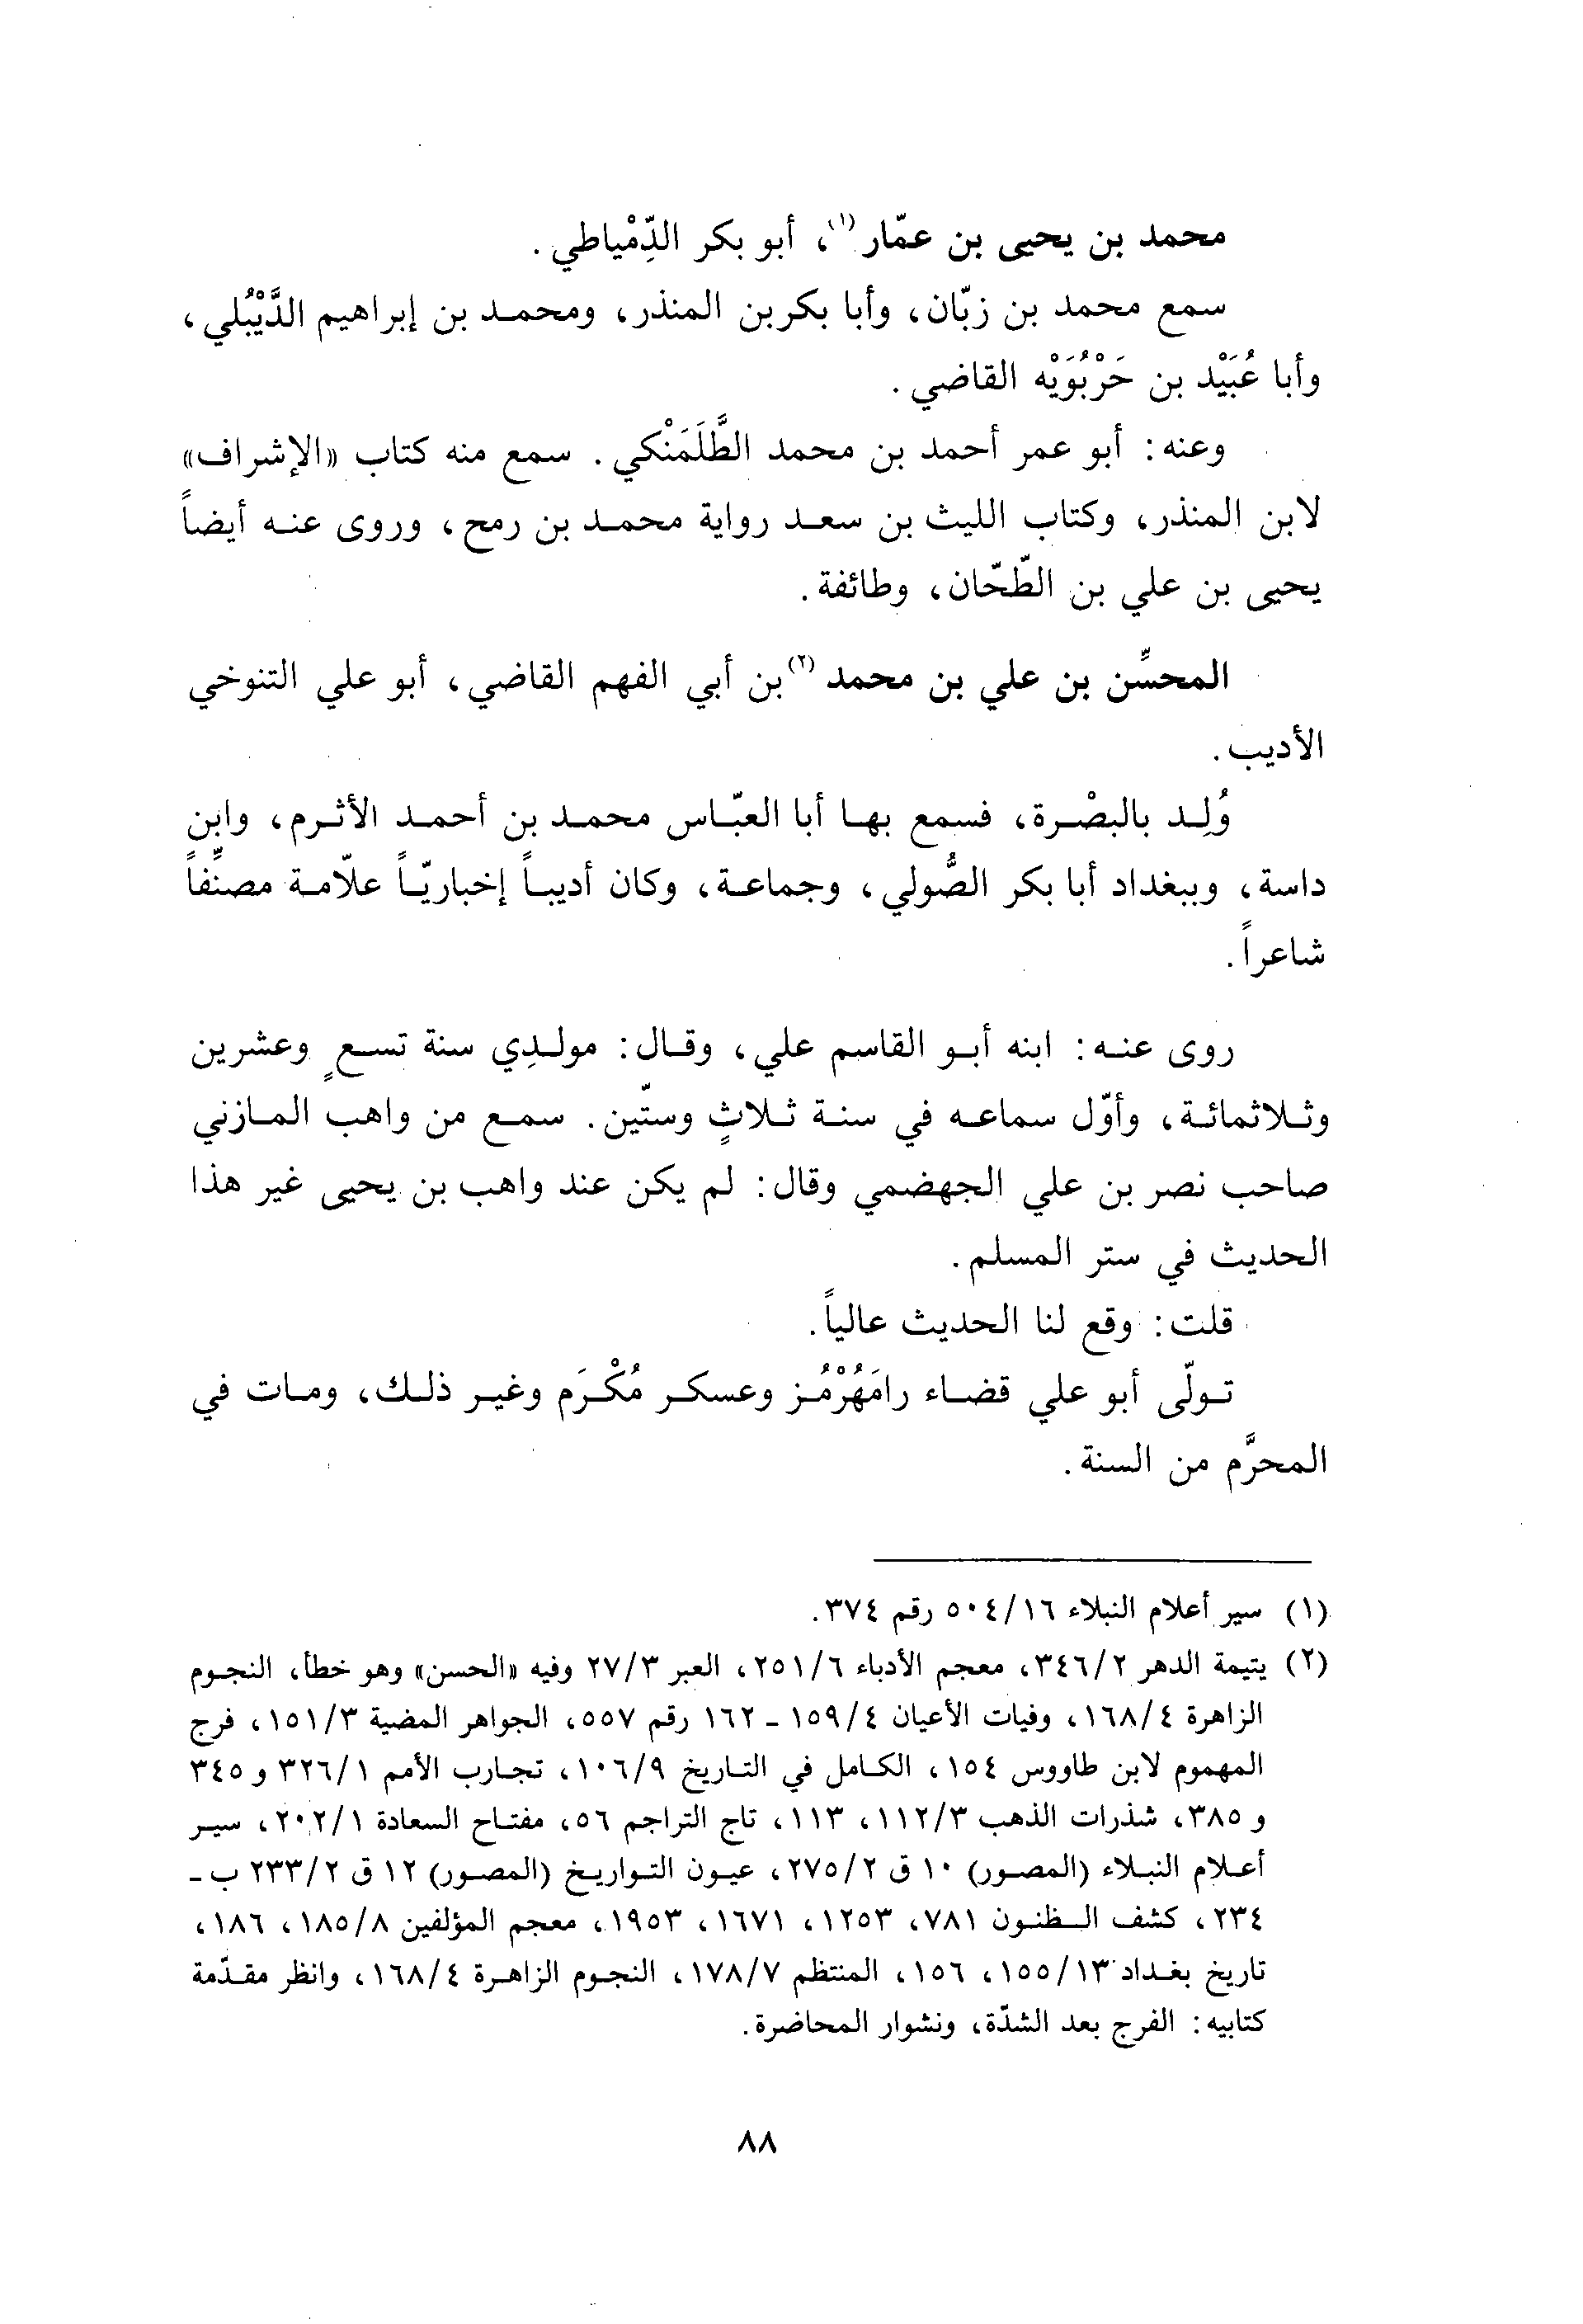 محمد بن يحيى بن عمّار(١)، أبو بكر الدِّمْياطي.
سمع محمد بن زبّان، وأبا بكر بن المنذر، ومحمد بن إبراهيم الدَّيْبُلي،
وأبا عُبَيْد بن حَرْبُوَيْه القاضي.
وعنه: أبو عمر أحمد بن محمد الطَّلَمَنْكي. سمع منه كتاب «الإشراف»
لابن المنذر، وكتاب الليث بن سعد رواية محمد بن رمح، وروى عنه أيضاً
يحيى بن علي بن الطّحّان، وطائفة.
المحسِّن بن علي بن محمد(٢) بن أبي الفهم القاضي، أبو علي التنوخي
الأديب.
وُلِد بالبصْرة، فسمع بها أبا العبّاس محمد بن أحمد الأثرم، وابن
داسة، وببغداد أبا بكر الصُّولي، وجماعة، وكان أديباً إخباريّاً علاّمة مصنِّفاً
شاعراً.
روى عنه: ابنه أبو القاسم علي، وقال: مولدِي سنة تسعٍ وعشرين
وثلاثمائة، وأوّل سماعه في سنة ثلاثٍ وستّين. سمع من واهب المازني
صاحب نصر بن علي الجهضمي وقال: لم يكن عند واهب بن يحيى غير هذا
الحديث في ستر المسلم.
قلت: وقع لنا الحديث عالياً.
تولّى أبو علي قضاء رامَهُرْمُز وعسكر مُكْرَم وغير ذلك، ومات في
المحرَّم من السنة.
(١) سير أعلام النبلاء ٥٠٤/١٦ رقم ٣٧٤.
(٢) يتيمة الدهر ٣٤٦/٢، معجم الأدباء ٢٥١/٦، العبر ٢٧/٣ وفيه «الحسن» وهو خطأ، النجوم
الزاهرة ١٦٨/٤، وفيات الأعيان ١٥٩/٤ - ١٦٢ رقم ٥٥٧، الجواهر المضية ١٥١/٣، فرج
المهموم لابن طاووس ١٥٤، الكامل في التاريخ ١٠٦/٩، تجارب الأمم ٣٢٦/١ و ٣٤٥
و ٣٨٥، شذرات الذهب ١١٢/٣، ١١٣، تاج التراجم ٥٦، مفتاح السعادة ٢٠٢/١، سير
أعلام النبلاء (المصور) ١٠ ق ٢٧٥/٢، عيون التواريخ (المصور) ١٢ ق ٢٣٣/٢ ب -
٢٣٤، كشف الظنون ٧٨١، ١٢٥٣، ١٦٧١، ١٩٥٣، معجم المؤلفين ١٨٥/٨، ١٨٦،
تاريخ بغداد ١٥٥/١٣، ١٥٦، المنتظم ١٧٨/٧، النجوم الزاهرة ١٦٨/٤، وانظر مقدّمة
كتابيه: الفرج بعد الشدّة، ونشوار المحاضرة.
٨٨